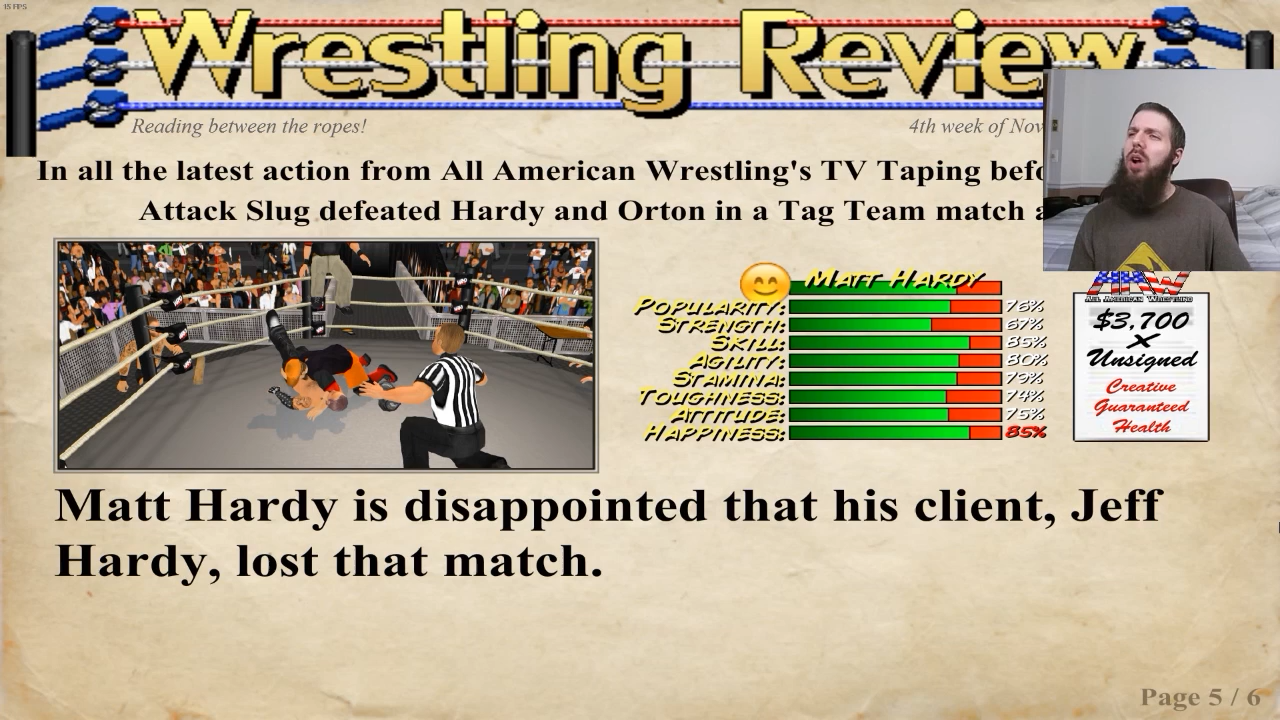 15 FPS
Wrestling Review
Reading between the ropes!
4th week of Nov
In all the latest action from All American Wrestling's TV Taping befo
Attack Slug defeated Hardy and Orton in a Tag Team match a
MATT HARDY
POPULARITY: 76%
STRENGTH: 67%
SKILL: 85%
AGILITY: 80%
STAMINA: 79%
TOUGHNESS: 74%
ATTITUDE: 75%
HAPPINESS: 85%
AAW
ALL AMERICAN WRESTLING
$3,700
X
Unsigned
Creative
Guaranteed
Health
Matt Hardy is disappointed that his client, Jeff
Hardy, lost that match.
Page 5 / 6